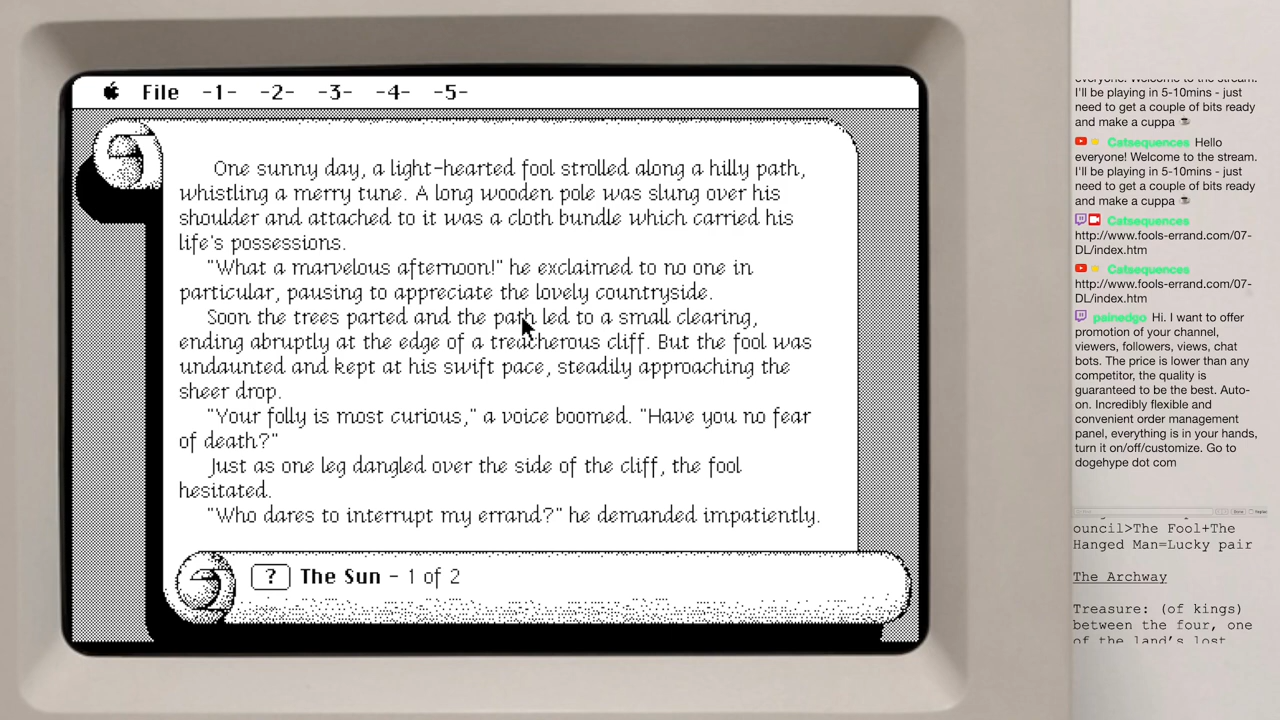 File -1- -2- -3- -4- -5-
One sunny day, a light-hearted fool strolled along a hilly path,
whistling a merry tune. A long wooden pole was slung over his
shoulder and attached to it was a cloth bundle which carried his
life's possessions.
"What a marvelous afternoon!" he exclaimed to no one in
particular, pausing to appreciate the lovely countryside.
Soon the trees parted and the path led to a small clearing,
ending abruptly at the edge of a treacherous cliff. But the fool was
undaunted and kept at his swift pace, steadily approaching the
sheer drop.
"Your folly is most curious," a voice boomed. "Have you no fear
of death?"
Just as one leg dangled over the side of the cliff, the fool
hesitated.
"Who dares to interrupt my errand?" he demanded impatiently.
? The Sun - 1 of 2
everyone! Welcome to the stream.
I'll be playing in 5-10mins - just
need to get a couple of bits ready
and make a cuppa ☕
Catsequences Hello
everyone! Welcome to the stream.
I'll be playing in 5-10mins - just
need to get a couple of bits ready
and make a cuppa ☕
Catsequences
http://www.fools-errand.com/07-
DL/index.htm
Catsequences
http://www.fools-errand.com/07-
DL/index.htm
painedgo Hi. I want to offer
promotion of your channel,
viewers, followers, views, chat
bots. The price is lower than any
competitor, the quality is
guaranteed to be the best. Auto-
on. Incredibly flexible and
convenient order management
panel, everything is in your hands,
turn it on/off/customize. Go to
dogehype dot com
ouncil>The Fool+The
Hanged Man=Lucky pair
The Archway
Treasure: (of kings)
between the four, one
of the land's lost